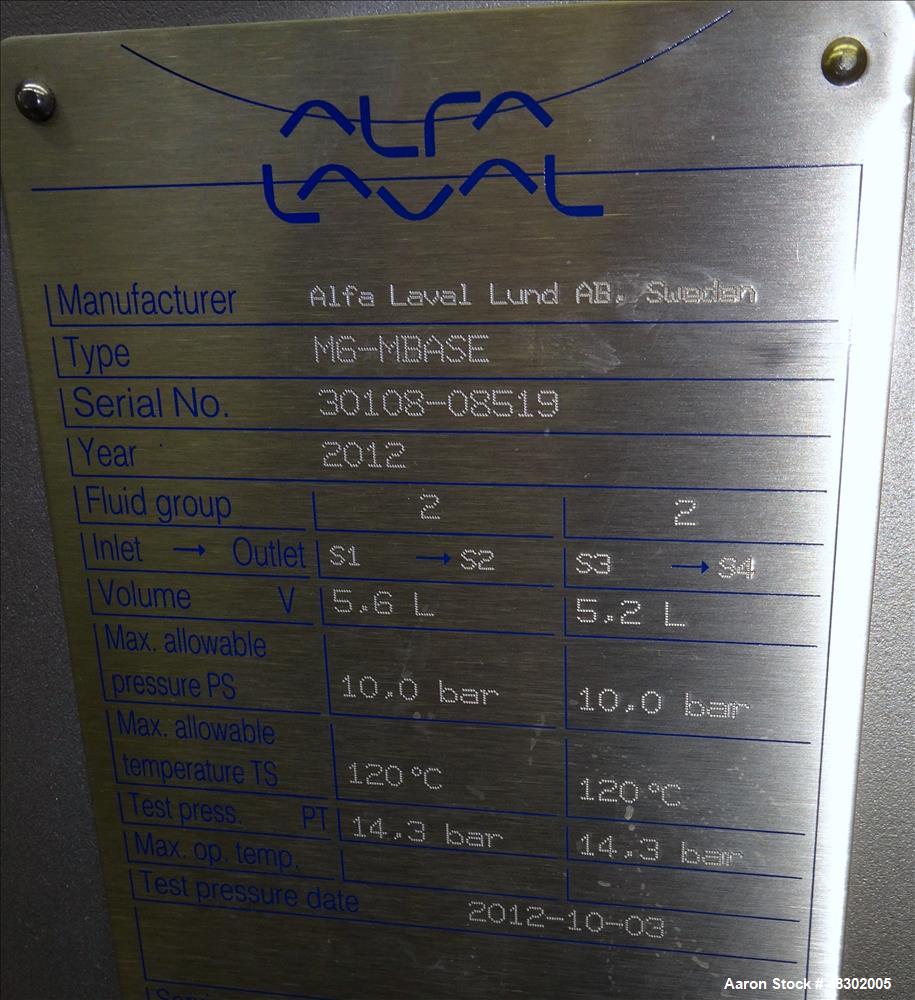 ALFA
LAVAL
Manufacturer Alfa Laval Lund AB, Sweden
Type M6-MBASE
Serial No. 30108-08519
Year 2012
Fluid group 2 2
Inlet → Outlet S1 → S2 S3 → S4
Volume V 5.6 L 5.2 L
Max. allowable
pressure PS 10.0 bar 10.0 bar
Max. allowable
temperature TS 120 °C 120 °C
Test press. PT 14.3 bar 14.3 bar
Max. op. temp.
Test pressure date 2012-10-03
Aaron Stock #